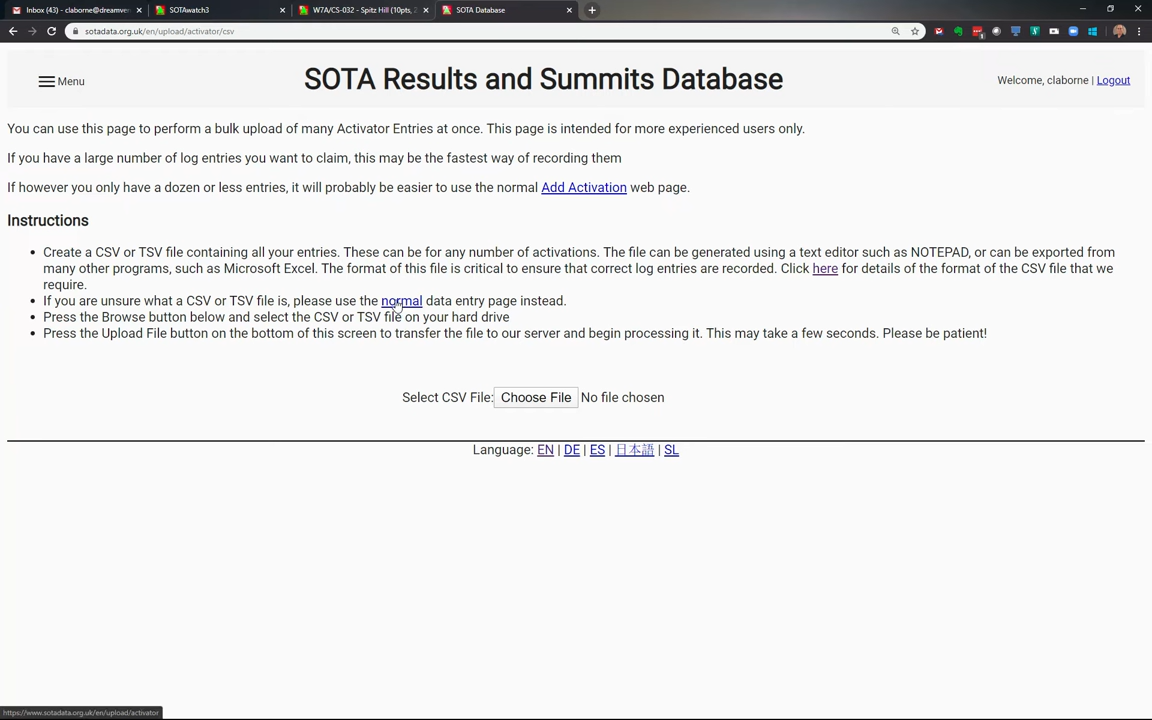 Inbox (43) - claborne@dreamve
SOTAwatch3
W7A/CS-032 - Spitz Hill (10pts, 2
SOTA Database
sotadata.org.uk/en/upload/activator/csv
Menu
SOTA Results and Summits Database
Welcome, claborne | Logout
You can use this page to perform a bulk upload of many Activator Entries at once. This page is intended for more experienced users only.
If you have a large number of log entries you want to claim, this may be the fastest way of recording them
If however you only have a dozen or less entries, it will probably be easier to use the normal Add Activation web page.
Instructions
• Create a CSV or TSV file containing all your entries. These can be for any number of activations. The file can be generated using a text editor such as NOTEPAD, or can be exported from
many other programs, such as Microsoft Excel. The format of this file is critical to ensure that correct log entries are recorded. Click here for details of the format of the CSV file that we
require.
• If you are unsure what a CSV or TSV file is, please use the normal data entry page instead.
• Press the Browse button below and select the CSV or TSV file on your hard drive
• Press the Upload File button on the bottom of this screen to transfer the file to our server and begin processing it. This may take a few seconds. Please be patient!
Select CSV File: Choose File No file chosen
Language: EN | DE | ES | 日本語 | SL
https://www.sotadata.org.uk/en/upload/activator